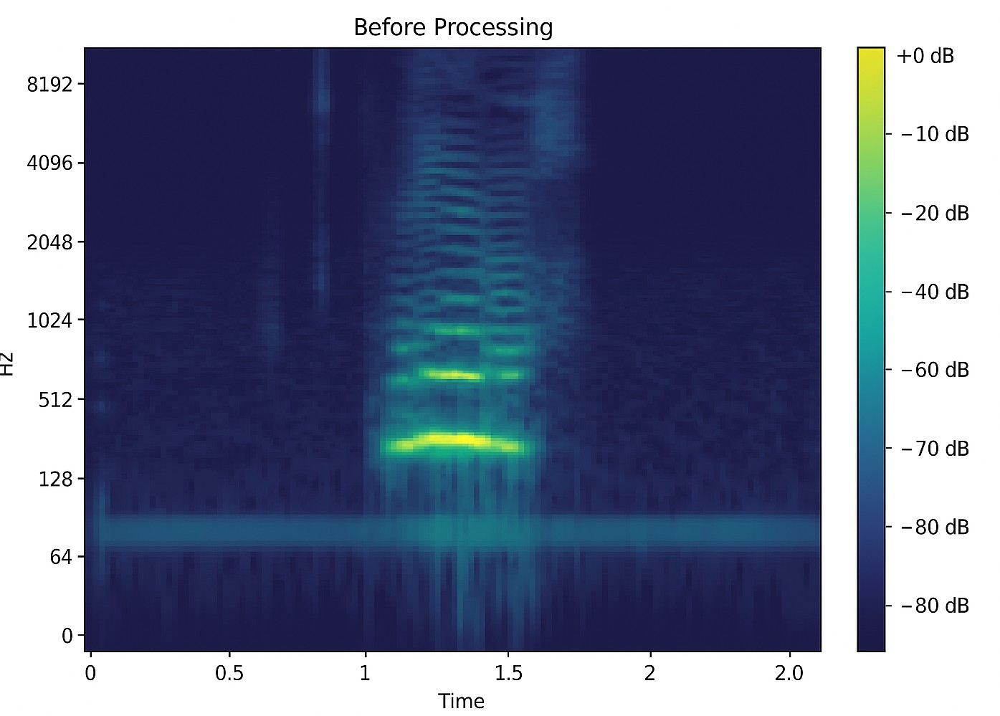 Before Processing
8192
4096
2048
1024
512
128
64
0
Hz
0 0.5 1 1.5 2 2.0
Time
+0 dB
−10 dB
−20 dB
−40 dB
−60 dB
−70 dB
−80 dB
−80 dB